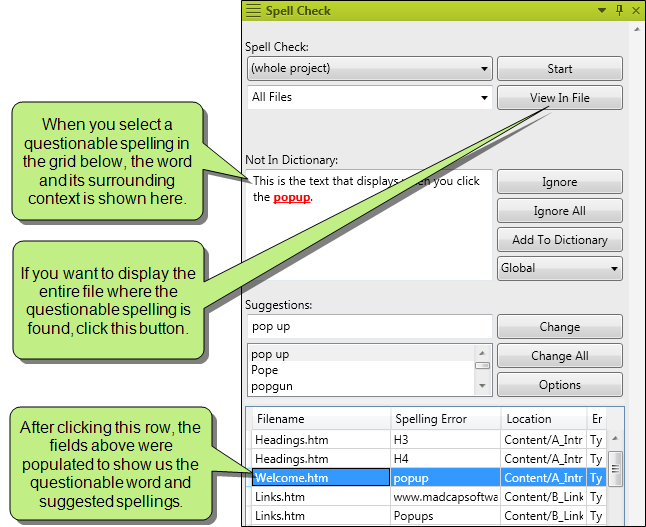 Spell Check
Spell Check:
(whole project)
Start
All Files
View In File
When you select a
questionable spelling in
the grid below, the word
and its surrounding
context is shown here.
Not In Dictionary:
This is the text that displays when you click
the popup.
Ignore
Ignore All
Add To Dictionary
Global
If you want to display the
entire file where the
questionable spelling is
found, click this button.
Suggestions:
pop up
Change
pop up
Pope
popgun
Change All
Options
After clicking this row, the
fields above were
populated to show us the
questionable word and
suggested spellings.
Filename Spelling Error Location Er
Headings.htm H3 Content/A_Intr Ty
Headings.htm H4 Content/A_Intr Ty
Welcome.htm popup Content/A_Intr Ty
Links.htm www.madcapsoftwa Content/B_Link Ty
Links.htm Popups Content/B_Link Ty